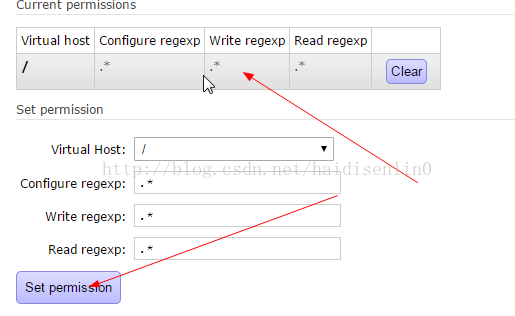 Current permissions
Virtual host Configure regexp Write regexp Read regexp
/ .* .* .* Clear
Set permission
Virtual Host: /
http://blog.csdn.net/haidisenlin0
Configure regexp: .*
Write regexp: .*
Read regexp: .*
Set permission